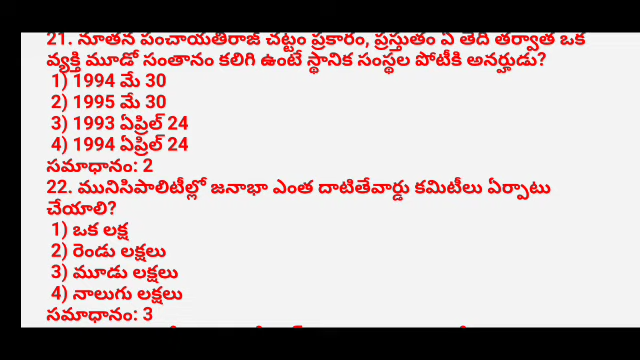 21. నూతన పంచాయతీరాజ్ చట్టం ప్రకారం, ప్రస్తుతం ఏ తేదీ తర్వాత ఒక
వ్యక్తి మూడో సంతానం కలిగి ఉంటే స్థానిక సంస్థల పోటీకి అనర్హుడు?
1) 1994 మే 30
2) 1995 మే 30
3) 1993 ఏప్రిల్ 24
4) 1994 ఏప్రిల్ 24
సమాధానం: 2
22. మునిసిపాలిటీల్లో జనాభా ఎంత దాటితేవార్డు కమిటీలు ఏర్పాటు
చేయాలి?
1) ఒక లక్ష
2) రెండు లక్షలు
3) మూడు లక్షలు
4) నాలుగు లక్షలు
సమాధానం: 3